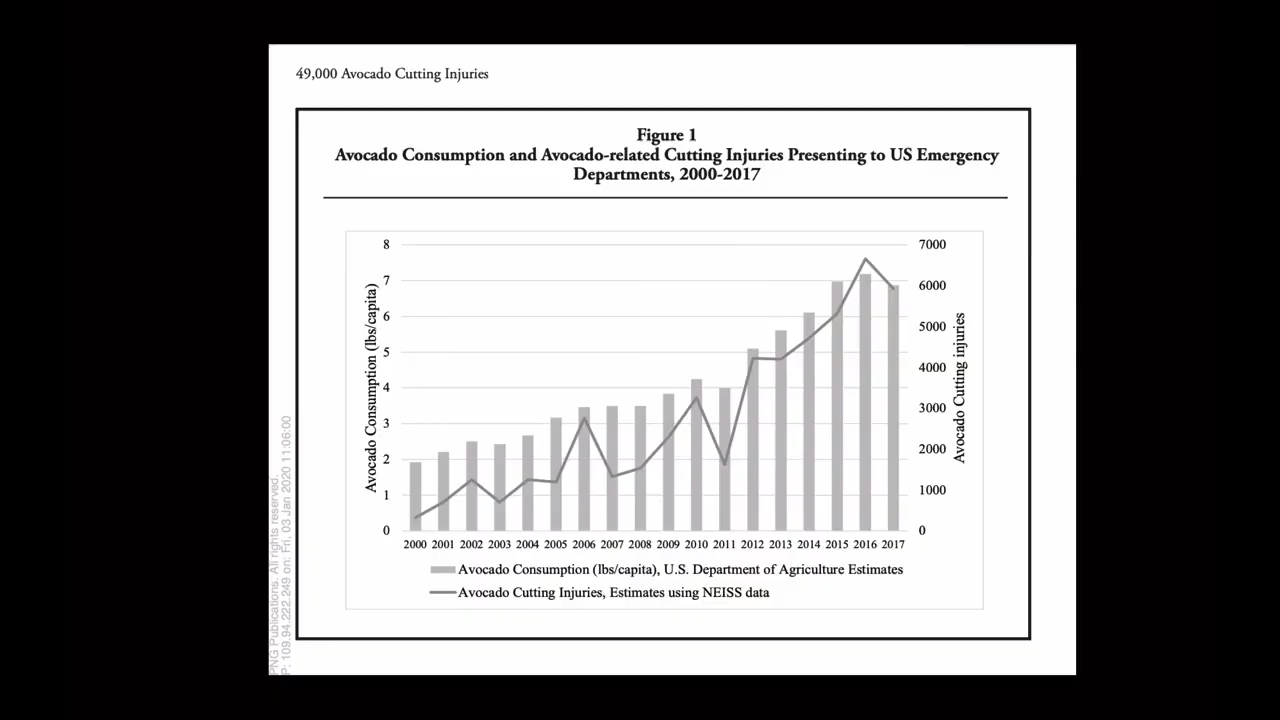 49,000 Avocado Cutting Injuries
Figure 1
Avocado Consumption and Avocado-related Cutting Injuries Presenting to US Emergency
Departments, 2000-2017
8
7
6
5
4
3
2
1
0
Avocado Consumption (lbs/capita)
7000
6000
5000
4000
3000
2000
1000
0
Avocado Cutting injuries
2000 2001 2002 2003 2004 2005 2006 2007 2008 2009 2010 2011 2012 2013 2014 2015 2016 2017
Avocado Consumption (lbs/capita), U.S. Department of Agriculture Estimates
Avocado Cutting Injuries, Estimates using NEISS data
PNG Publications. All rights reserved.
P: 109.94.222.249 on: Fri, 03 Jan 2020 11:06:00